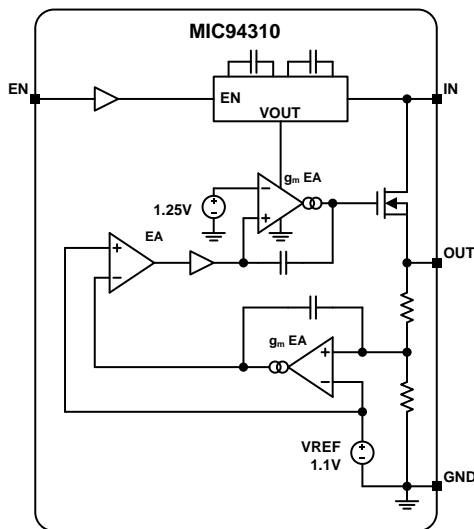 MIC94310
EN
EN
VOUT
IN
gm EA
−
+
1.25V
+
−
EA
+
−
OUT
gm EA
+
−
VREF
1.1V
+
−
GND